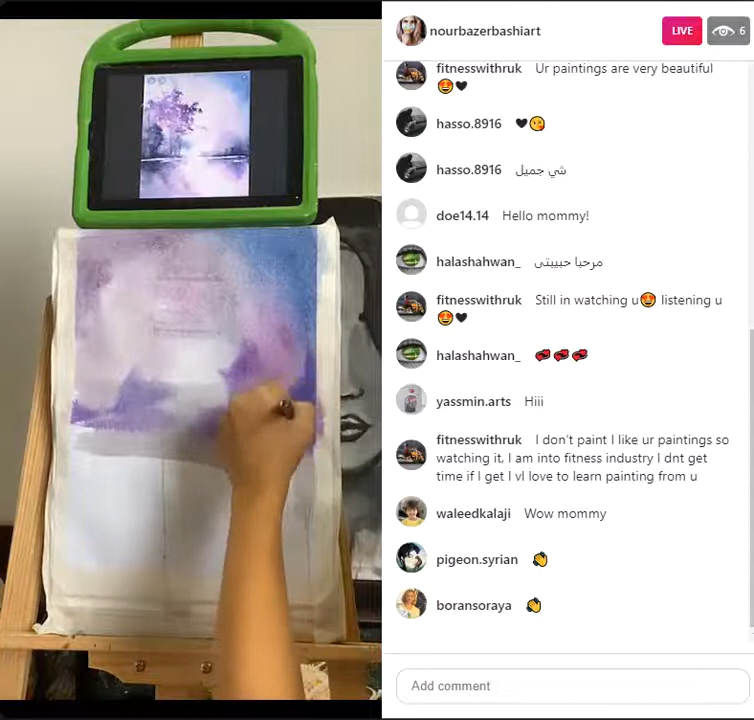 nourbazerbashiart
LIVE
6
fitnesswithruk Ur paintings are very beautiful
😍🖤
hasso.8916 🖤😘
hasso.8916 شي جميل
doe14.14 Hello mommy!
halashahwan_ مرحبا حبيبتى
fitnesswithruk Still in watching u😍 listening u
😍🖤
halashahwan_ 💋💋💋
yassmin.arts Hiii
fitnesswithruk I don't paint I like ur paintings so
watching it, I am into fitness industry I dnt get
time if I get I vl love to learn painting from u
waleedkalaji Wow mommy
pigeon.syrian 👏
boransoraya 👏
Add comment